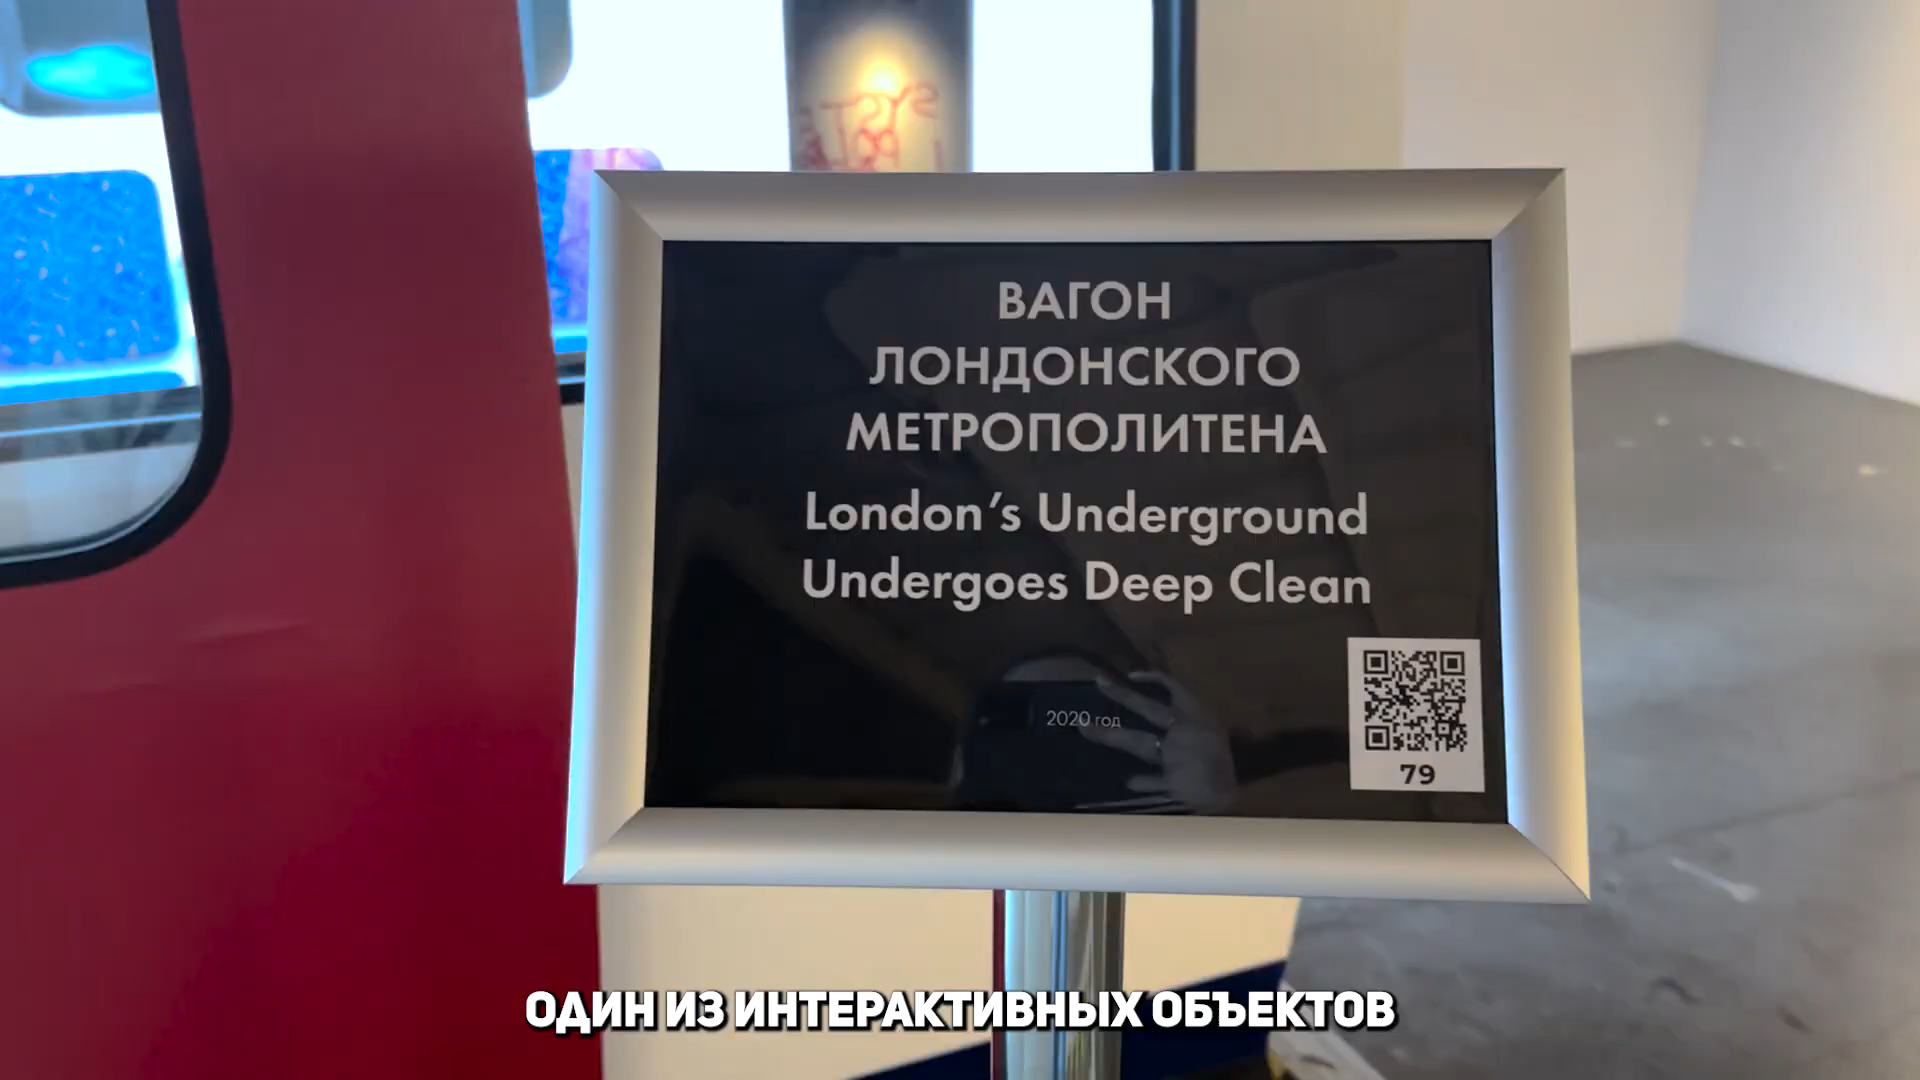 ВАГОН
ЛОНДОНСКОГО
МЕТРОПОЛИТЕНА
London’s Underground
Undergoes Deep Clean
2020 год
79
ОДИН ИЗ ИНТЕРАКТИВНЫХ ОБЪЕКТОВ